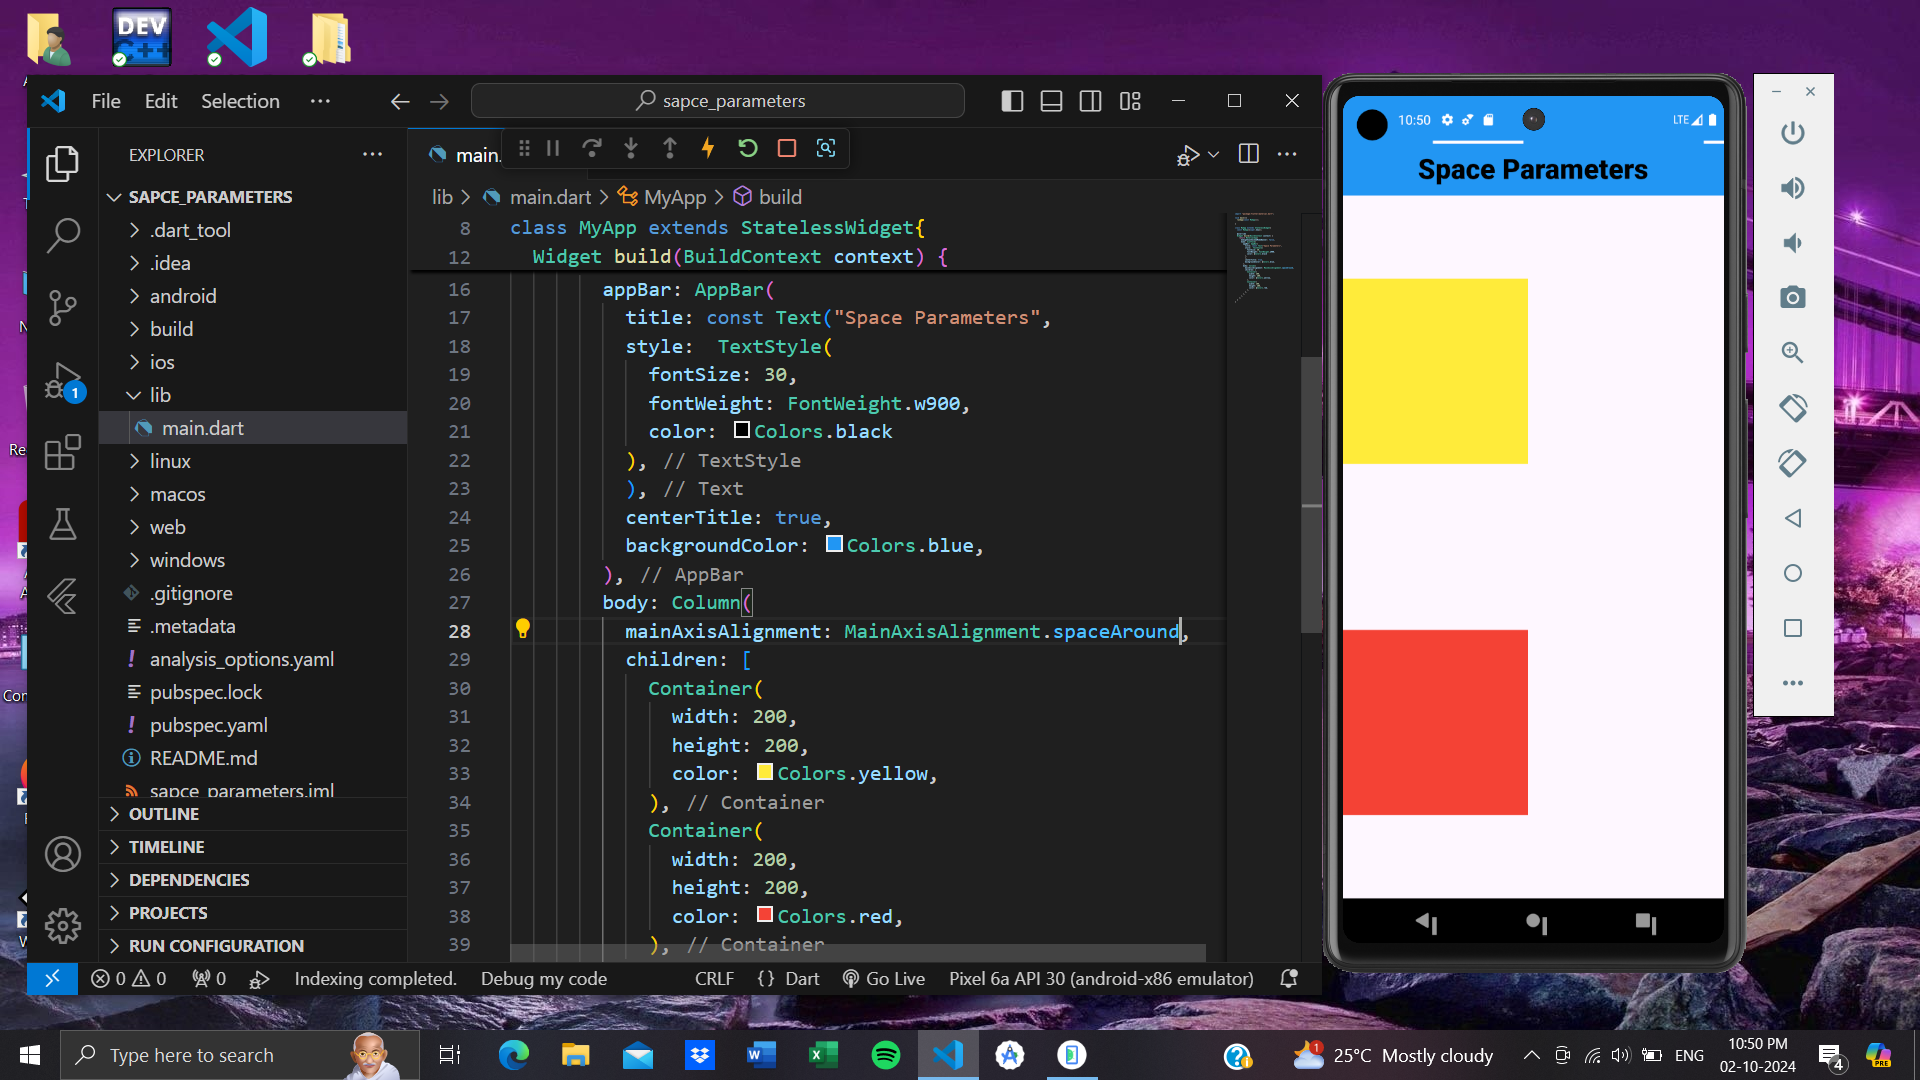 DEV
C++
File Edit Selection ···
sapce_parameters
EXPLORER
SAPCE_PARAMETERS
.dart_tool
.idea
android
build
ios
lib
main.dart
linux
macos
web
windows
.gitignore
.metadata
analysis_options.yaml
pubspec.lock
pubspec.yaml
README.md
sapce_parameters.iml
OUTLINE
TIMELINE
DEPENDENCIES
PROJECTS
RUN CONFIGURATION
1
main.
lib > main.dart > MyApp > build
8 class MyApp extends StatelessWidget{
12 Widget build(BuildContext context) {
16 appBar: AppBar(
17 title: const Text("Space Parameters",
18 style:  TextStyle(
19 fontSize: 30,
20 fontWeight: FontWeight.w900,
21 color: Colors.black
22 ), // TextStyle
23 ), // Text
24 centerTitle: true,
25 backgroundColor: Colors.blue,
26 ), // AppBar
27 body: Column(
28 mainAxisAlignment: MainAxisAlignment.spaceAround,
29 children: [
30 Container(
31 width: 200,
32 height: 200,
33 color: Colors.yellow,
34 ), // Container
35 Container(
36 width: 200,
37 height: 200,
38 color: Colors.red,
39 ), // Container
0 0 0 Indexing completed. Debug my code CRLF {} Dart Go Live Pixel 6a API 30 (android-x86 emulator)
10:50 LTE
Space Parameters
Type here to search
1 25°C Mostly cloudy ENG
10:50 PM
02-10-2024
4
PRE